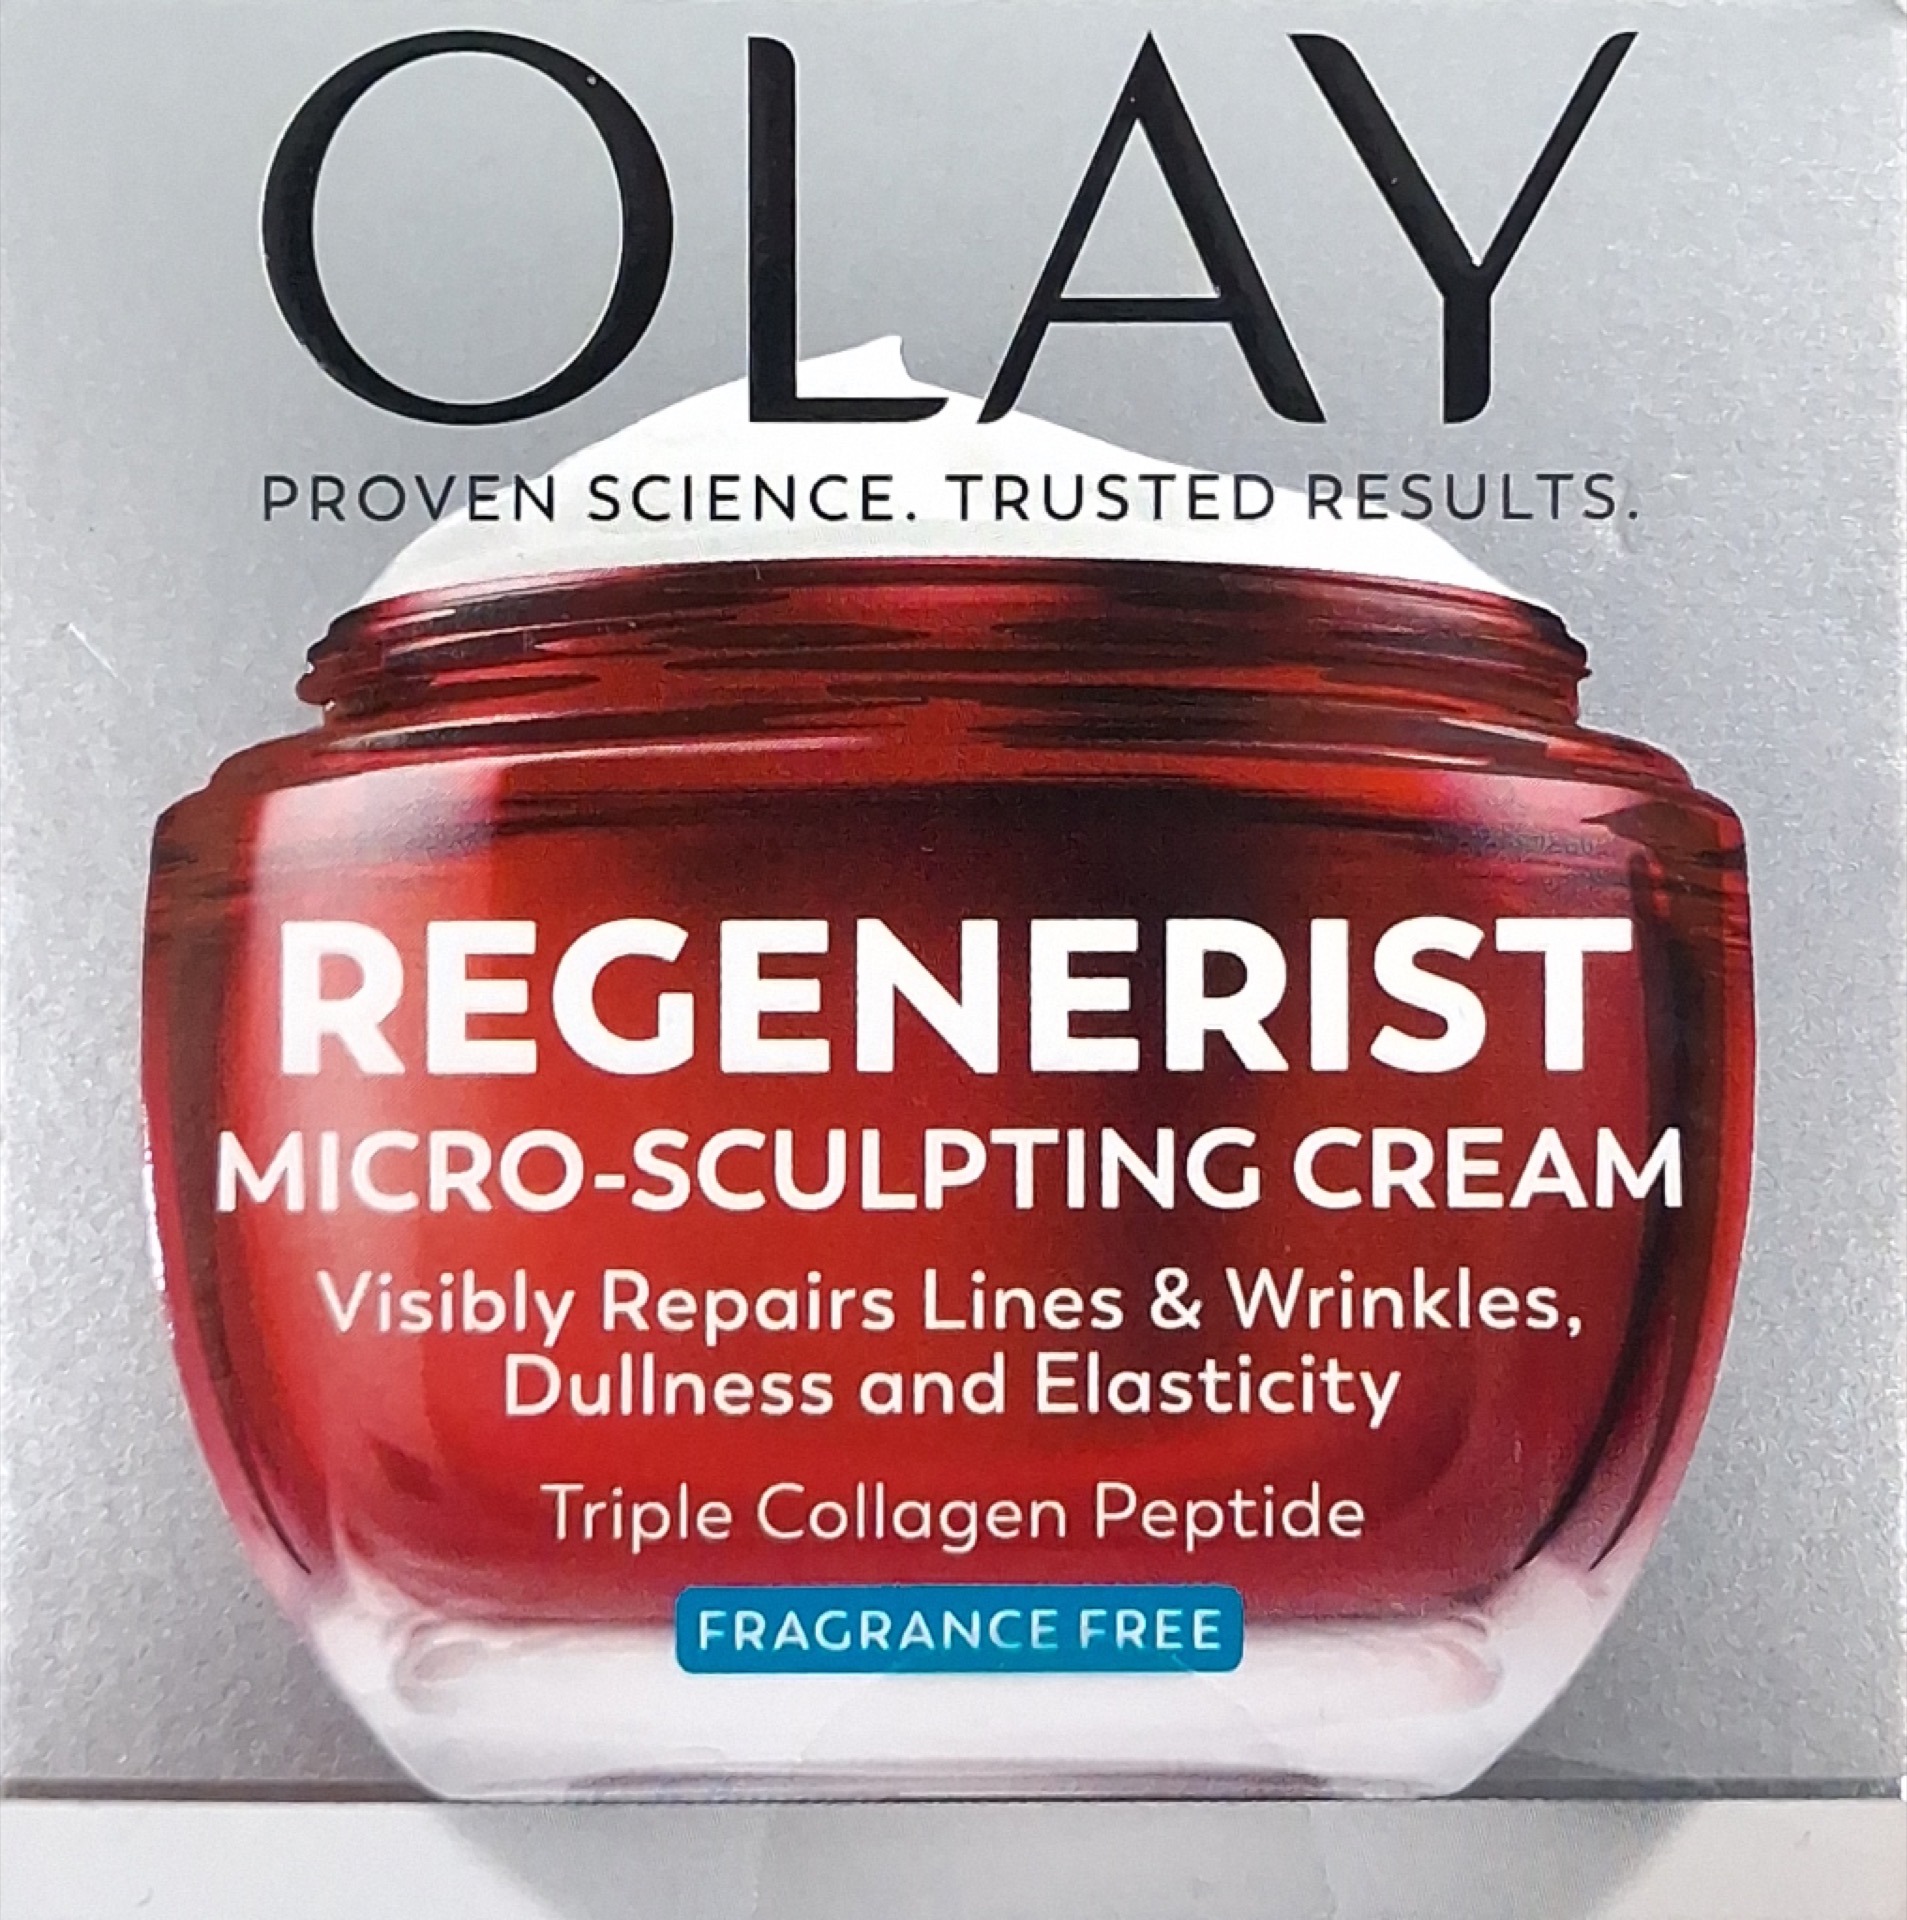 OLAY
PROVEN SCIENCE. TRUSTED RESULTS.
REGENERIST
MICRO-SCULPTING CREAM
Visibly Repairs Lines & Wrinkles,
Dullness and Elasticity
Triple Collagen Peptide
FRAGRANCE FREE